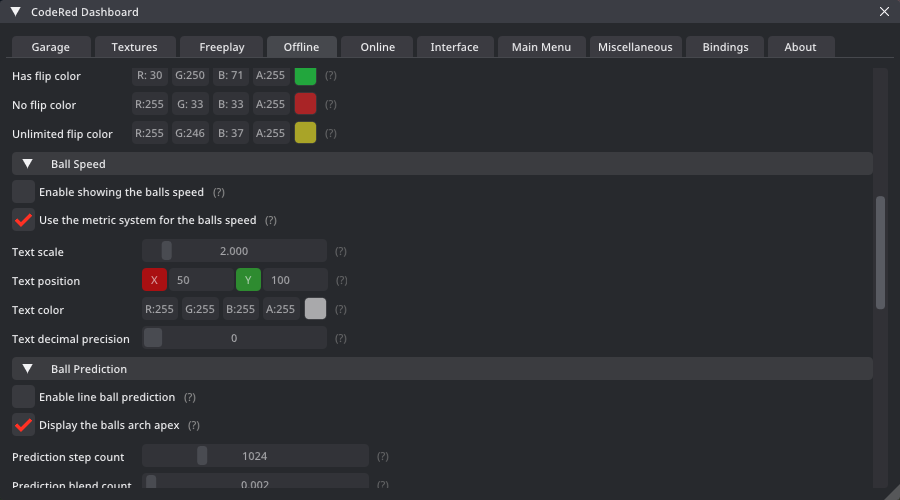 CodeRed Dashboard
Garage Textures Freeplay Offline Online Interface Main Menu Miscellaneous Bindings About
Has flip color R: 30 G:250 B: 71 A:255 (?)
No flip color R:255 G: 33 B: 33 A:255 (?)
Unlimited flip color R:255 G:246 B: 37 A:255 (?)
Ball Speed
Enable showing the balls speed (?)
Use the metric system for the balls speed (?)
Text scale 2.000 (?)
Text position X 50 Y 100 (?)
Text color R:255 G:255 B:255 A:255 (?)
Text decimal precision 0 (?)
Ball Prediction
Enable line ball prediction (?)
Display the balls arch apex (?)
Prediction step count 1024 (?)
Prediction blend count 0.002 (?)